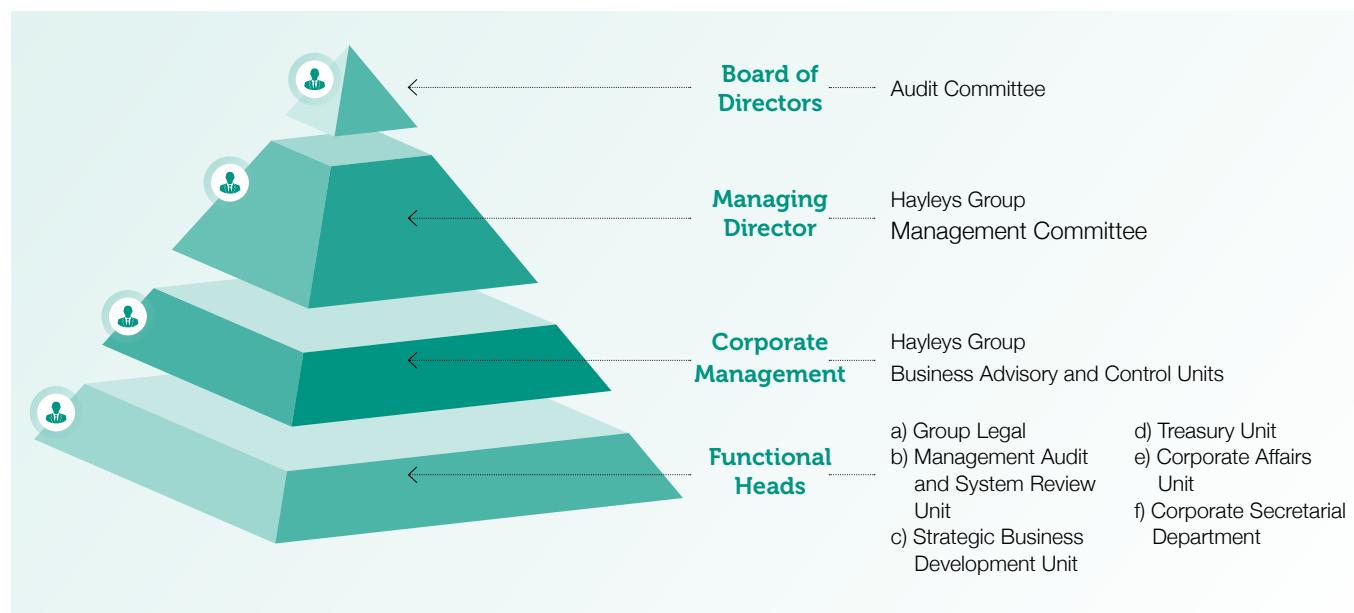 Board of
Directors
Audit Committee
Managing
Director
Hayleys Group
Management Committee
Corporate
Management
Hayleys Group
Business Advisory and Control Units
Functional
Heads
a) Group Legal
b) Management Audit
and System Review
Unit
c) Strategic Business
Development Unit
d) Treasury Unit
e) Corporate Affairs
Unit
f) Corporate Secretarial
Department